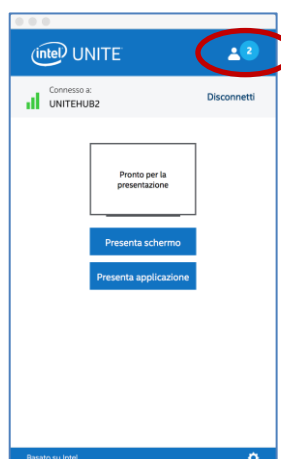 intel UNITE
2
Connesso a:
UNITEHUB2
Disconnetti
Pronto per la
presentazione
Presenta schermo
Presenta applicazione
Basato su Intel